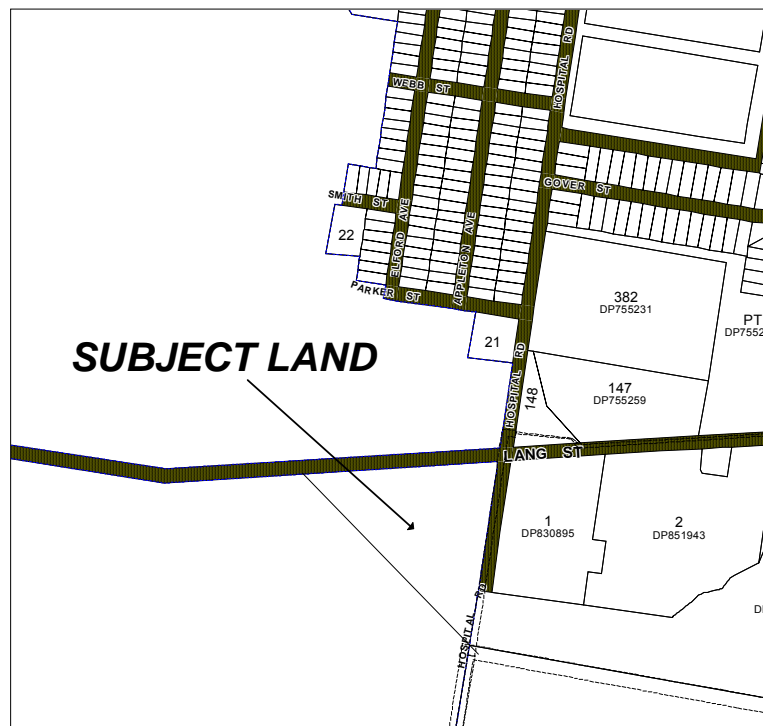 HOSPITAL RD
WEBB ST
GOVER ST
SMITH ST
ELFORD AVE
APPLETON AVE
22
PARKER ST
382
DP755231
PT
DP7552
21
SUBJECT LAND
HOSPITAL RD
148
147
DP755259
LANG ST
1
DP830895
2
DP851943
HOSPITAL RD